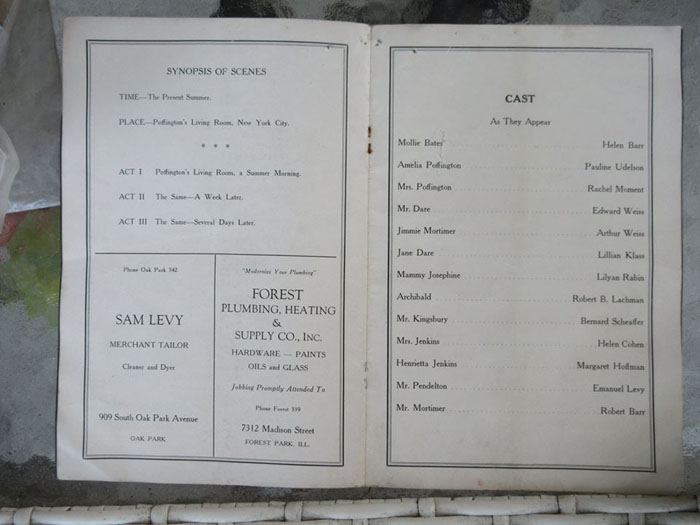 SYNOPSIS OF SCENES
TIME—The Present Summer.
PLACE—Poffington's Living Room, New York City.
* * *
ACT I Poffington's Living Room, a Summer Morning.
ACT II The Same—A Week Later.
ACT III The Same—Several Days Later.
Phone Oak Park 342
SAM LEVY
MERCHANT TAILOR
Cleaner and Dyer
909 South Oak Park Avenue
OAK PARK
"Modernize Your Plumbing"
FOREST
PLUMBING, HEATING
&
SUPPLY CO., INC.
HARDWARE — PAINTS
OILS and GLASS
Jobbing Promptly Attended To
Phone Forest 339
7312 Madison Street
FOREST PARK, ILL.
CAST
As They Appear
Mollie Bates Helen Barr
Amelia Poffington Pauline Udelson
Mrs. Poffington Rachel Moment
Mr. Dare Edward Weiss
Jimmie Mortimer Arthur Weiss
Jane Dare Lillian Klass
Mammy Josephine Lilyan Rabin
Archibald Robert B. Lachman
Mr. Kingsbury Bernard Scheaffer
Mrs. Jenkins Helen Cohen
Henrietta Jenkins Margaret Hoffman
Mr. Pendelton Emanuel Levy
Mr. Mortimer Robert Barr